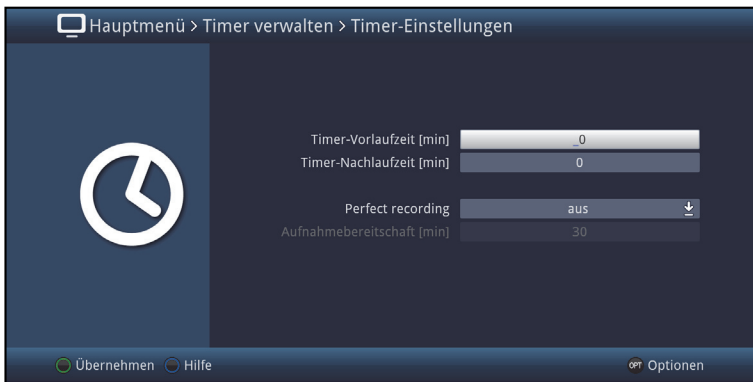 Hauptmenü > Timer verwalten > Timer-Einstellungen
Timer-Vorlaufzeit [min] _0
Timer-Nachlaufzeit [min] 0
Perfect recording aus
Aufnahmebereitschaft [min] 30
Übernehmen Hilfe OPT Optionen